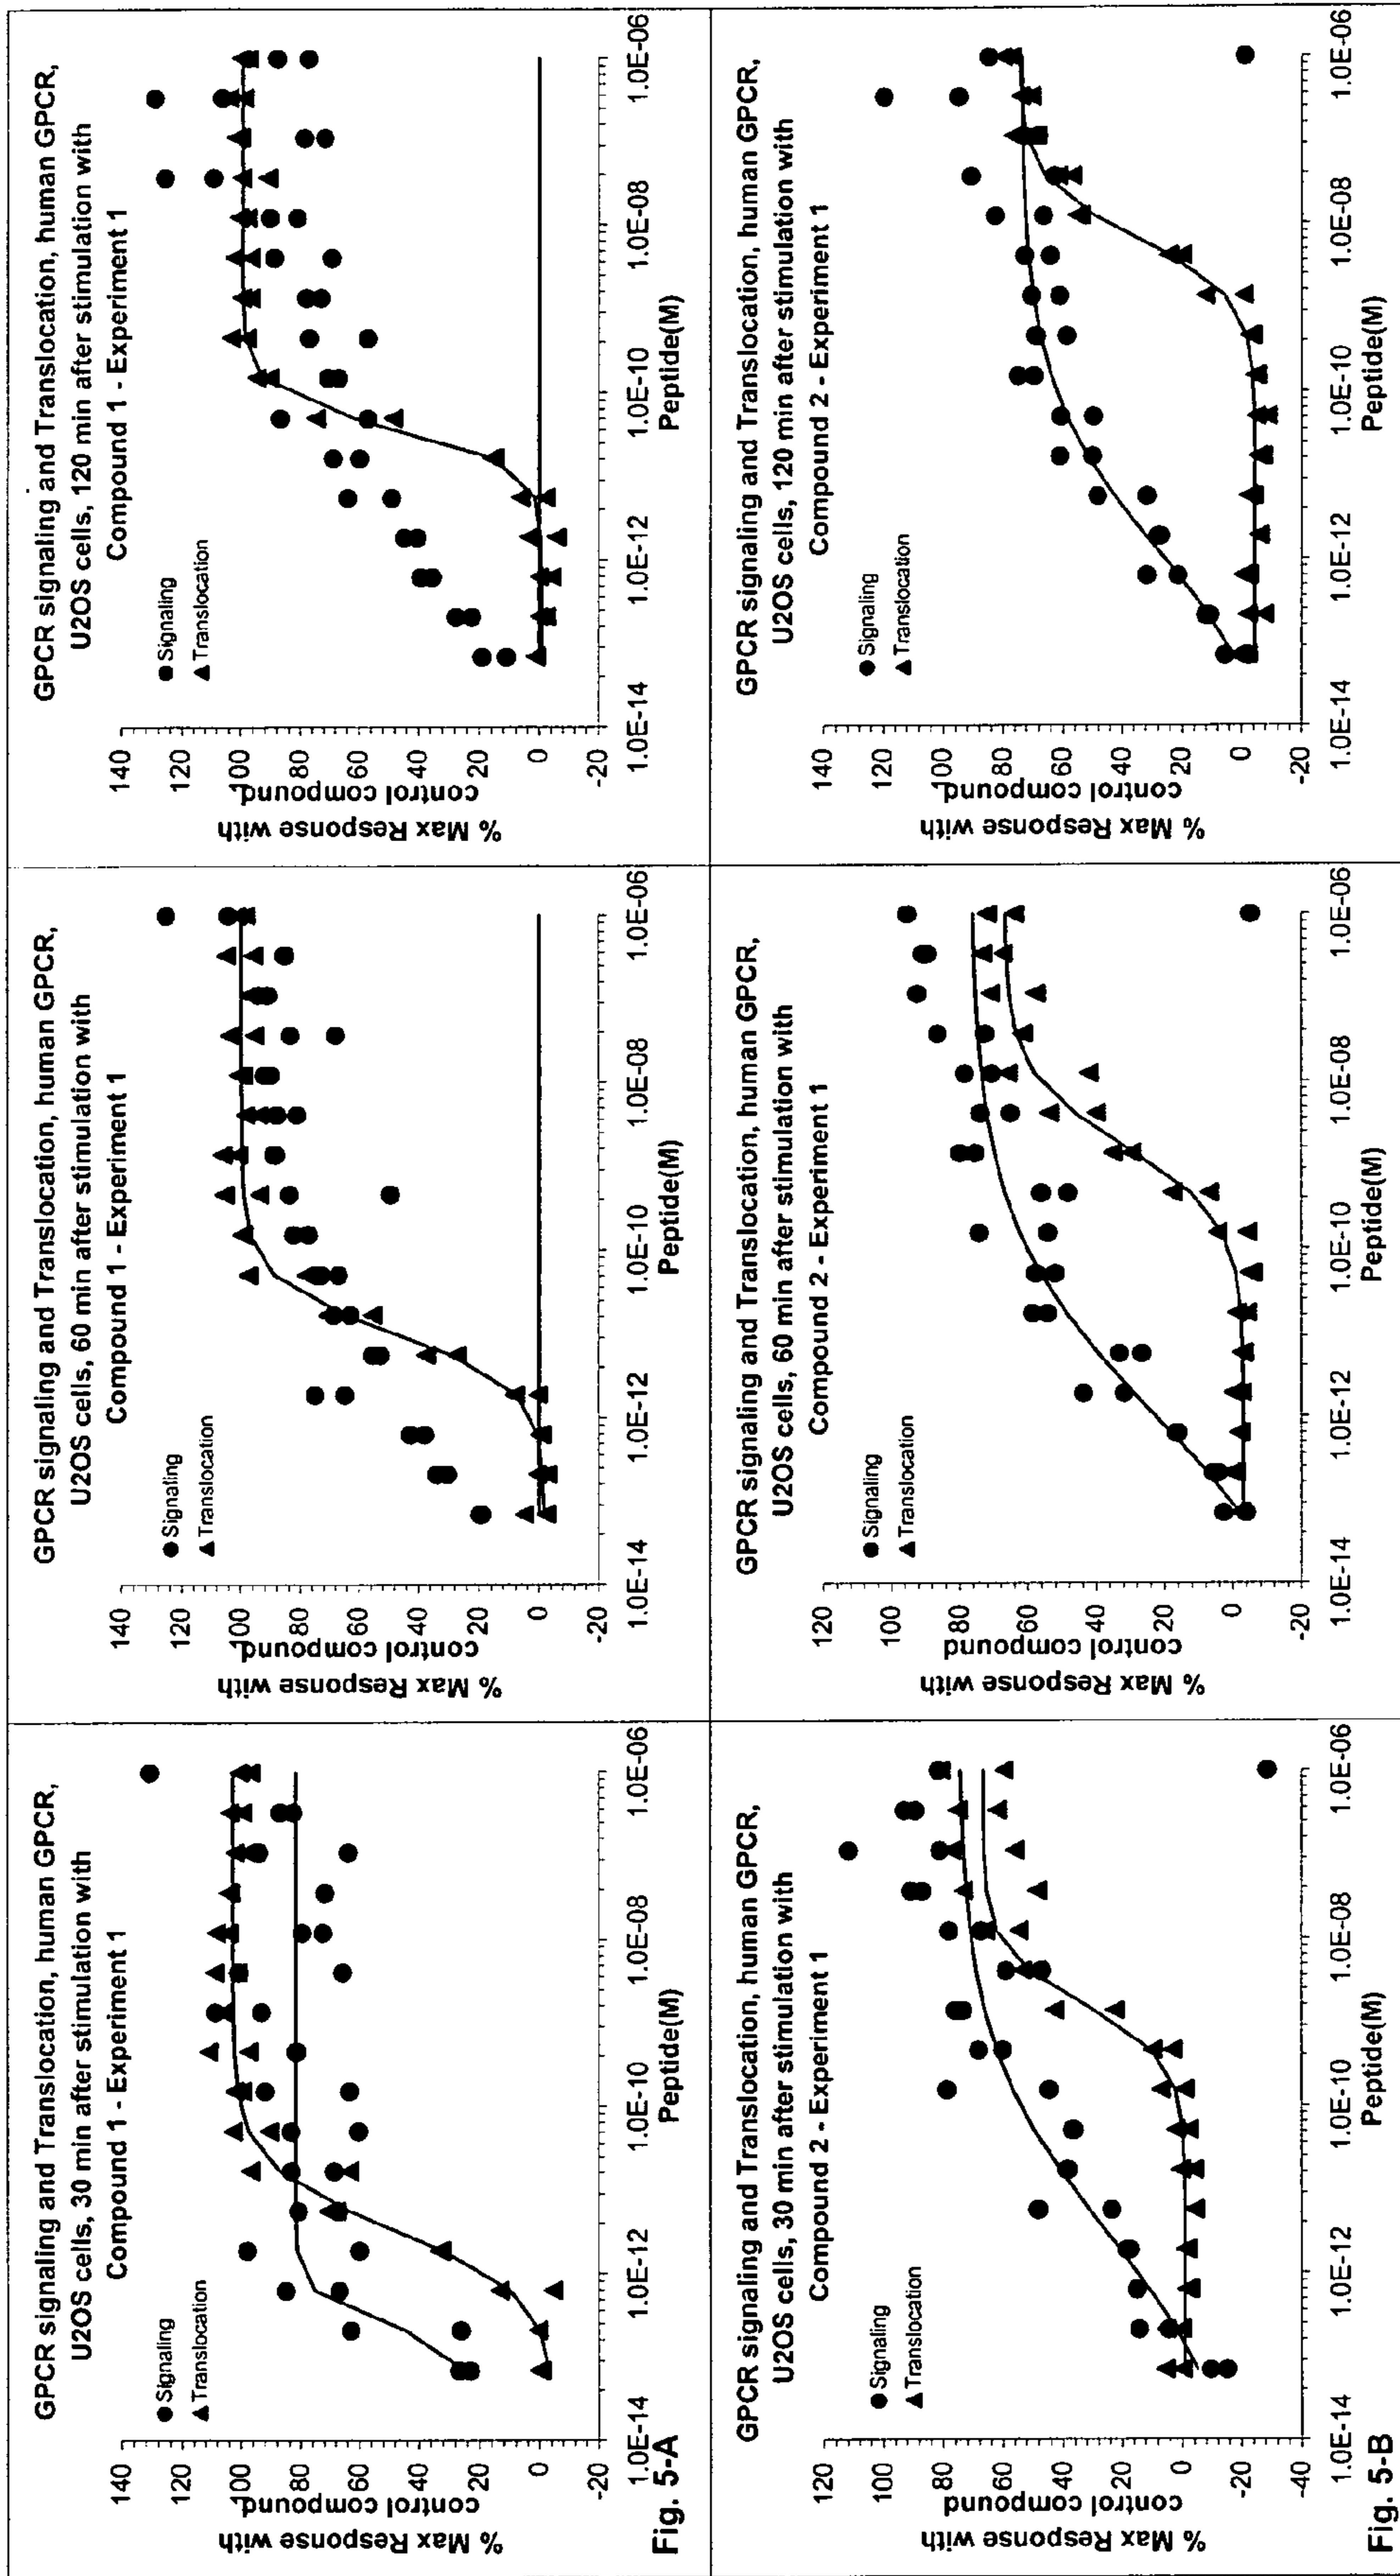 GPCR signaling and Translocation, human GPCR,
U2OS cells, 30 min after stimulation with
Compound 1 - Experiment 1
Signaling
Translocation
% Max Response with
control compound
140
120
100
80
60
40
20
0
-20
1.0E-14
1.0E-12
1.0E-10
1.0E-08
1.0E-06
Peptide(M)
Fig. 5-A
GPCR signaling and Translocation, human GPCR,
U2OS cells, 60 min after stimulation with
Compound 1 - Experiment 1
Signaling
Translocation
% Max Response with
control compound
140
120
100
80
60
40
20
0
-20
1.0E-14
1.0E-12
1.0E-10
1.0E-08
1.0E-06
Peptide(M)
GPCR signaling and Translocation, human GPCR,
U2OS cells, 120 min after stimulation with
Compound 1 - Experiment 1
Signaling
Translocation
% Max Response with
control compound
140
120
100
80
60
40
20
0
-20
1.0E-14
1.0E-12
1.0E-10
1.0E-08
1.0E-06
Peptide(M)
GPCR signaling and Translocation, human GPCR,
U2OS cells, 30 min after stimulation with
Compound 2 - Experiment 1
Signaling
Translocation
% Max Response with
control compound
120
100
80
60
40
20
0
-20
-40
1.0E-14
1.0E-12
1.0E-10
1.0E-08
1.0E-06
Peptide(M)
Fig. 5-B
GPCR signaling and Translocation, human GPCR,
U2OS cells, 60 min after stimulation with
Compound 2 - Experiment 1
Signaling
Translocation
% Max Response with
control compound
120
100
80
60
40
20
0
-20
1.0E-14
1.0E-12
1.0E-10
1.0E-08
1.0E-06
Peptide(M)
GPCR signaling and Translocation, human GPCR,
U2OS cells, 120 min after stimulation with
Compound 2 - Experiment 1
Signaling
Translocation
% Max Response with
control compound
140
120
100
80
60
40
20
0
-20
1.0E-14
1.0E-12
1.0E-10
1.0E-08
1.0E-06
Peptide(M)